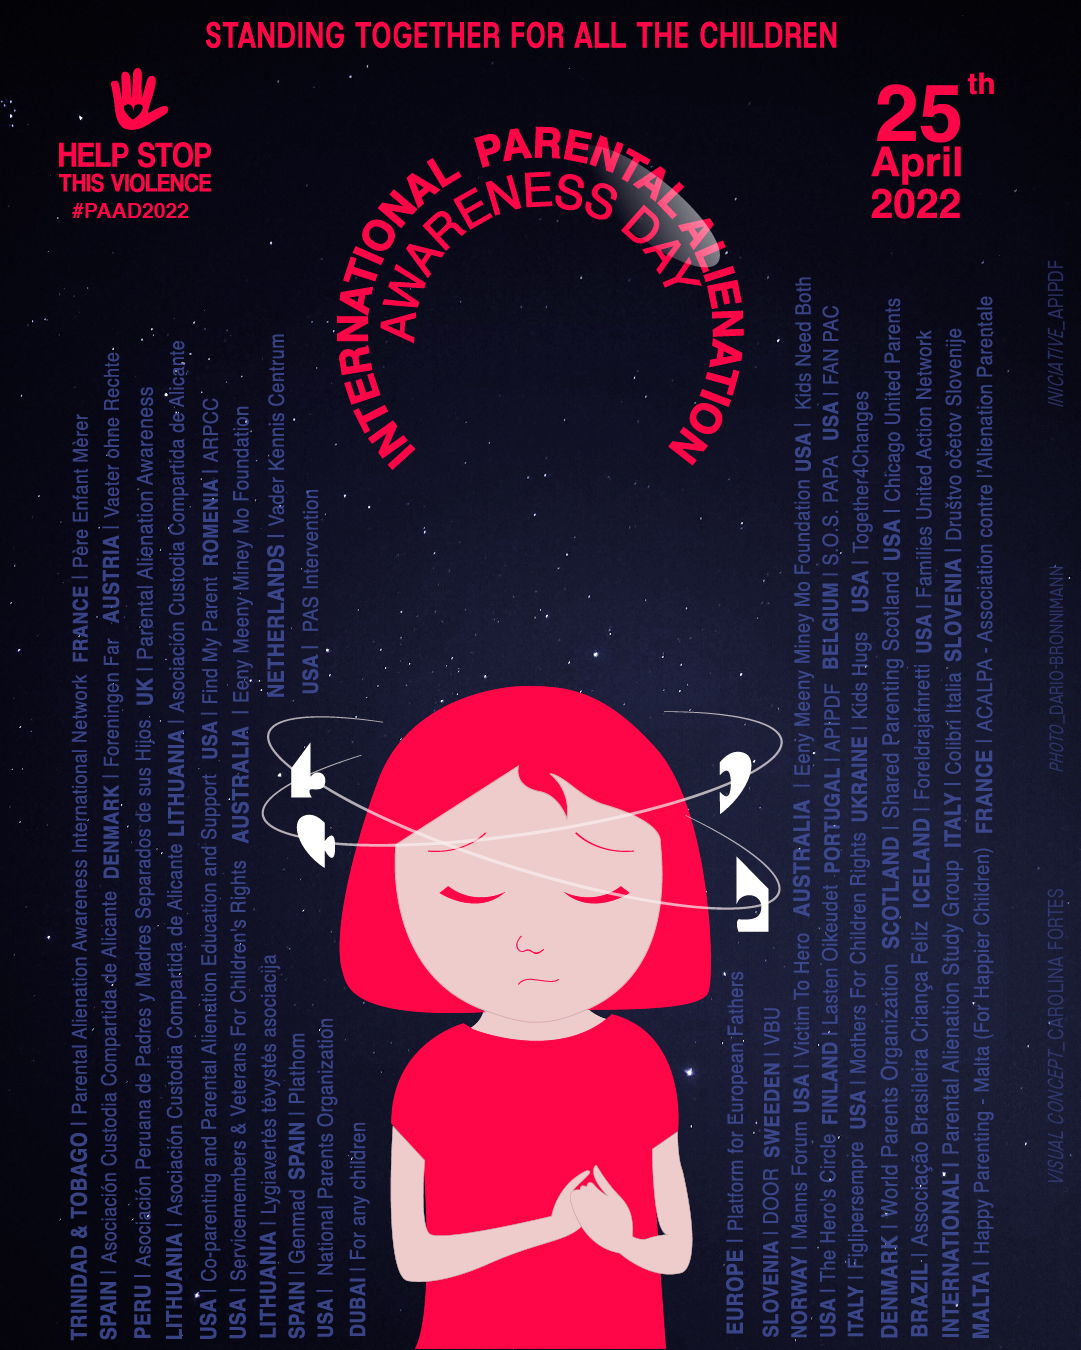 STANDING TOGETHER FOR ALL THE CHILDREN
HELP STOP
THIS VIOLENCE
#PAAD2022
25th
April
2022
INTERNATIONAL PARENTAL ALIENATION
AWARENESS DAY
TRINIDAD & TOBAGO | Parental Alienation Awareness International Network FRANCE | Père Enfant Mèrer
SPAIN | Asociación Custodia Compartida de Alicante DENMARK | Foreningen Far AUSTRIA | Vaeter ohne Rechte
PERU | Asociación Peruana de Padres y Madres Separados de sus Hijos UK | Parental Alienation Awareness
LITHUANIA | Asociación Custodia Compartida de Alicante LITHUANIA | Asociación Custodia Compartida de Alicante
USA | Co-parenting and Parental Alienation Education and Support USA | Find My Parent ROMENIA | ARPCC
USA | Servicemembers & Veterans For Children's Rights AUSTRALIA | Eeny Meeny Miney Mo Foundation
LITHUANIA | Lygiavertės tėvystės asociacija
NETHERLANDS | Vader Kennis Centrum
SPAIN | Genmad SPAIN | Plathom
USA | PAS Intervention
USA | National Parents Organization
DUBAI | For any children
EUROPE | Platform for European Fathers
SLOVENIA | DOOR SWEEDEN | VBU
NORWAY | Manns Forum USA | Victim To Hero AUSTRALIA | Eeny Meeny Miney Mo Foundation USA | Kids Need Both
USA | The Hero's Circle FINLAND | Lasten Oikeudet PORTUGAL | APIPDF BELGIUM | S.O.S. PAPA USA | FAN PAC
ITALY | Figlipersempre USA | Mothers For Children Rights UKRAINE | Kids Hugs USA | Together4Changes
DENMARK | World Parents Organization SCOTLAND | Shared Parenting Scotland USA | Chicago United Parents
BRAZIL | Associação Brasileira Criança Feliz ICELAND | Foreldrajafnretti USA | Families United Action Network
INTERNATIONAL | Parental Alienation Study Group ITALY | Colibrì Italia SLOVENIA | Društvo očetov Slovenije
MALTA | Happy Parenting - Malta (For Happier Children) FRANCE | ACALPA - Association contre l'Alienation Parentale
VISUAL CONCEPT_CAROLINA FORTES
PHOTO_DARIO-BRONNIMANN
INICIATIVE_APIPDF